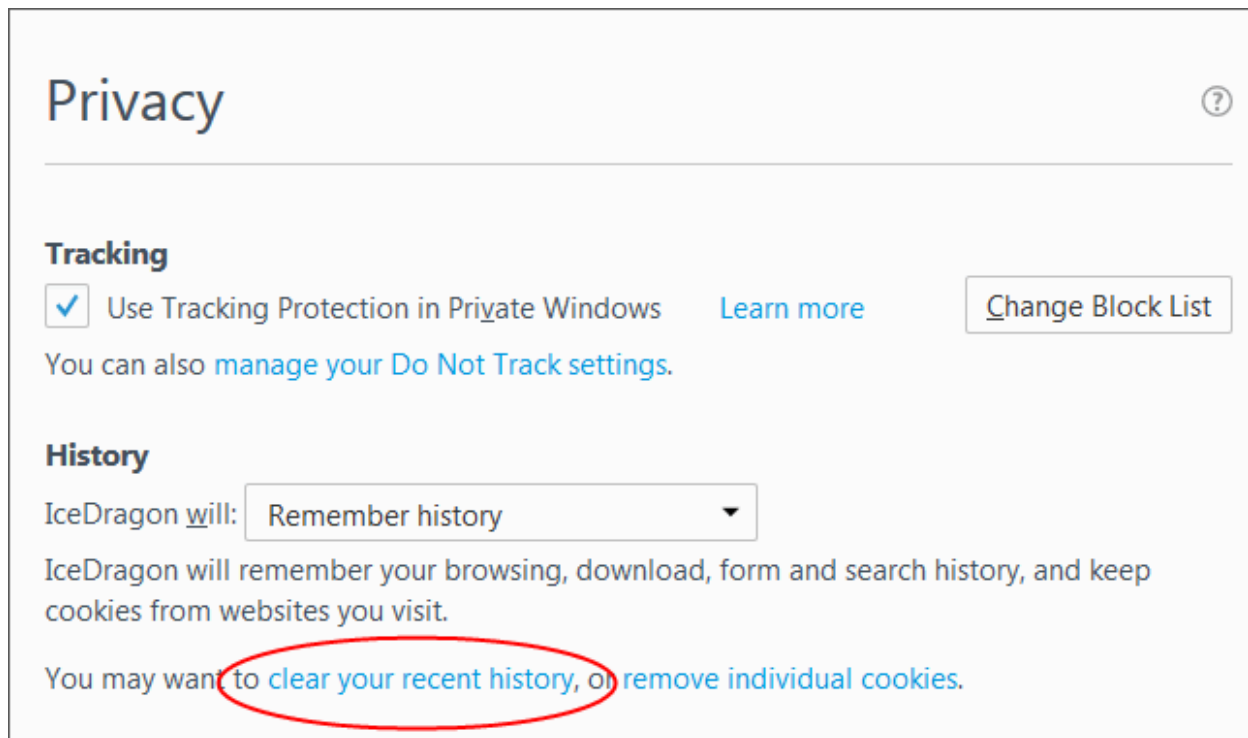 Privacy
?
Tracking
Use Tracking Protection in Private Windows Learn more Change Block List
You can also manage your Do Not Track settings.
History
IceDragon will: Remember history
IceDragon will remember your browsing, download, form and search history, and keep
cookies from websites you visit.
You may want to clear your recent history, or remove individual cookies.